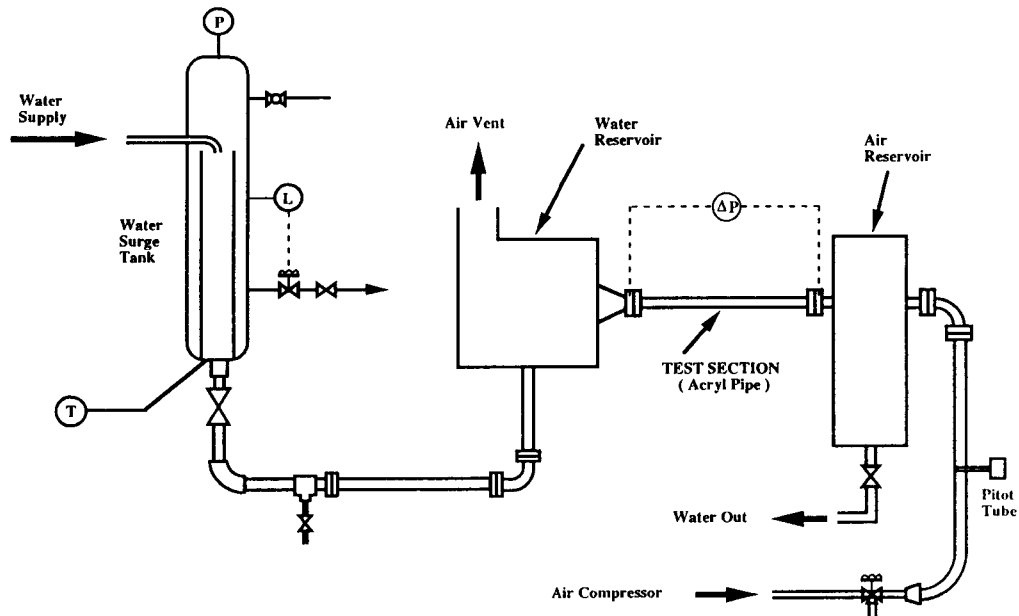 P
Water
Supply
Air Vent
Water
Reservoir
Air
Reservoir
L
ΔP
Water
Surge
Tank
TEST SECTION
( Acryl Pipe )
T
Pitot
Tube
Water Out
Air Compressor